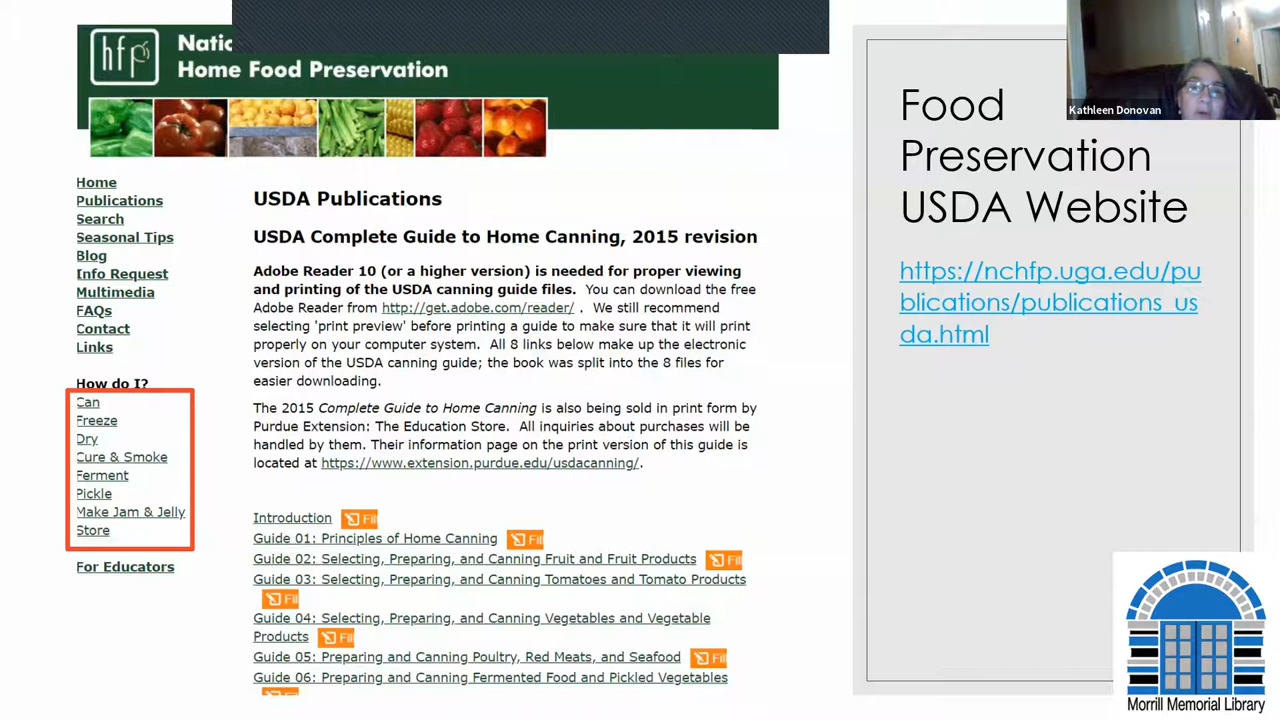 hfp
Natio
Home Food Preservation
Home
Publications
Search
Seasonal Tips
Blog
Info Request
Multimedia
FAQs
Contact
Links
How do I?
Can
Freeze
Dry
Cure & Smoke
Ferment
Pickle
Make Jam & Jelly
Store
For Educators
USDA Publications
USDA Complete Guide to Home Canning, 2015 revision
Adobe Reader 10 (or a higher version) is needed for proper viewing
and printing of the USDA canning guide files. You can download the free
Adobe Reader from http://get.adobe.com/reader/ . We still recommend
selecting 'print preview' before printing a guide to make sure that it will print
properly on your computer system. All 8 links below make up the electronic
version of the USDA canning guide; the book was split into the 8 files for
easier downloading.
The 2015 Complete Guide to Home Canning is also being sold in print form by
Purdue Extension: The Education Store. All inquiries about purchases will be
handled by them. Their information page on the print version of this guide is
located at https://www.extension.purdue.edu/usdacanning/.
Introduction Fill
Guide 01: Principles of Home Canning Fill
Guide 02: Selecting, Preparing, and Canning Fruit and Fruit Products Fill
Guide 03: Selecting, Preparing, and Canning Tomatoes and Tomato Products
Fill
Guide 04: Selecting, Preparing, and Canning Vegetables and Vegetable
Products Fill
Guide 05: Preparing and Canning Poultry, Red Meats, and Seafood Fill
Guide 06: Preparing and Canning Fermented Food and Pickled Vegetables
Kathleen Donovan
Food
Preservation
USDA Website
https://nchfp.uga.edu/pu
blications/publications_us
da.html
Morrill Memorial Library